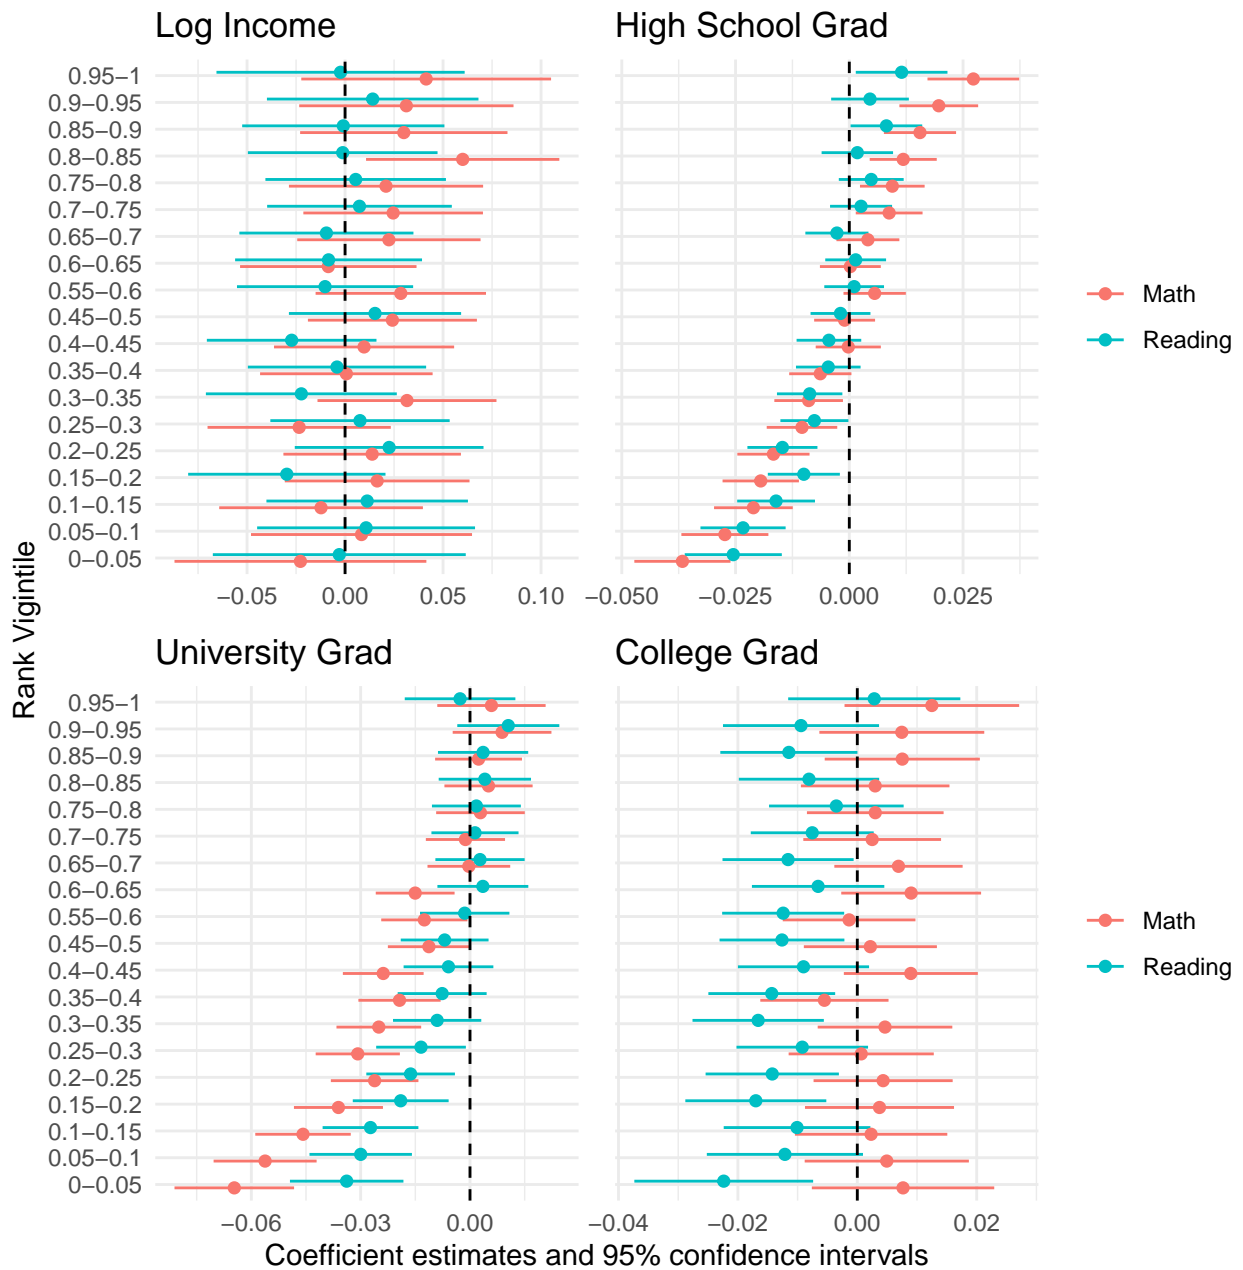 Log Income
High School Grad
0.95−1
0.9−0.95
0.85−0.9
0.8−0.85
0.75−0.8
0.7−0.75
0.65−0.7
0.6−0.65
0.55−0.6
0.45−0.5
0.4−0.45
0.35−0.4
0.3−0.35
0.25−0.3
0.2−0.25
0.15−0.2
0.1−0.15
0.05−0.1
0−0.05
−0.05 0.00 0.05 0.10
−0.050 −0.025 0.000 0.025
Math
Reading
Rank Vigintile
University Grad
College Grad
0.95−1
0.9−0.95
0.85−0.9
0.8−0.85
0.75−0.8
0.7−0.75
0.65−0.7
0.6−0.65
0.55−0.6
0.45−0.5
0.4−0.45
0.35−0.4
0.3−0.35
0.25−0.3
0.2−0.25
0.15−0.2
0.1−0.15
0.05−0.1
0−0.05
−0.06 −0.03 0.00
−0.04 −0.02 0.00 0.02
Math
Reading
Coefficient estimates and 95% confidence intervals